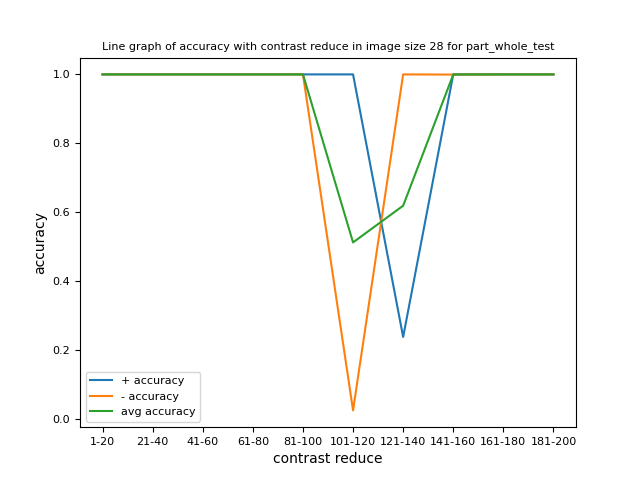 Line graph of accuracy with contrast reduce in image size 28 for part_whole_test
1.0
0.8
0.6
0.4
0.2
0.0
accuracy
+ accuracy
- accuracy
avg accuracy
1-20 21-40 41-60 61-80 81-100 101-120 121-140 141-160 161-180 181-200
contrast reduce